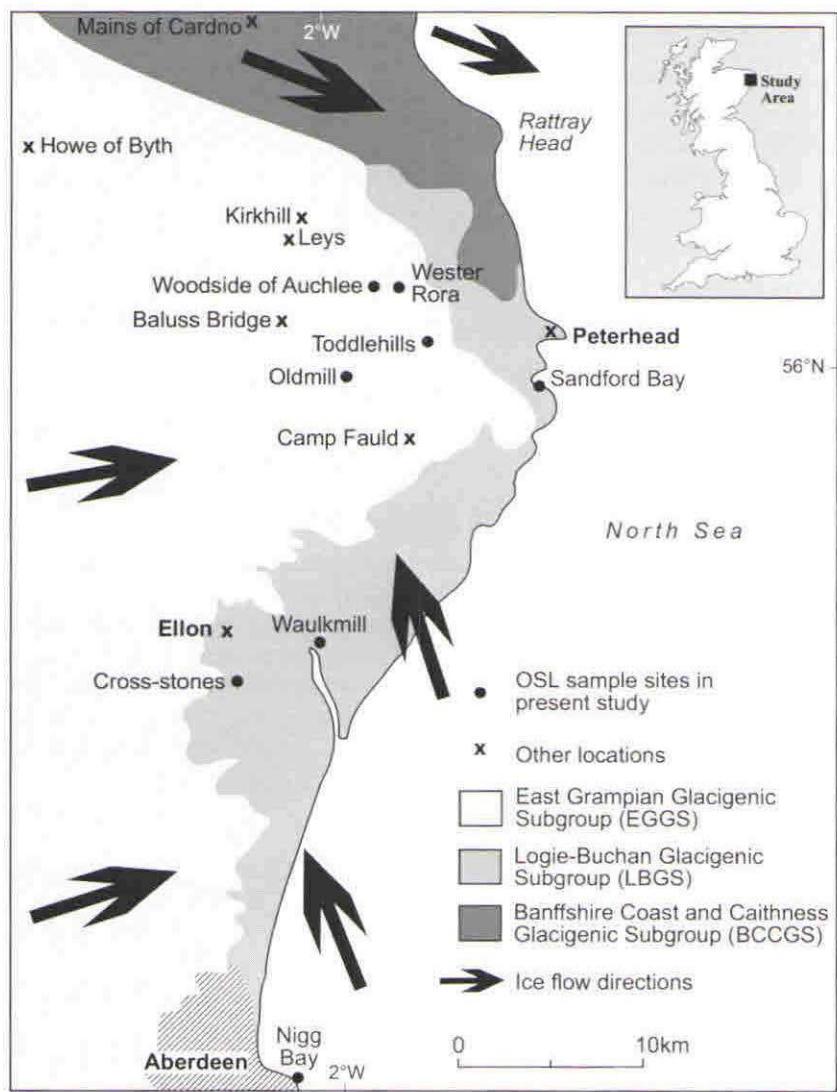 Mains of Cardno x
2°W
Study
Area
Rattray
Head
x Howe of Byth
Kirkhill x
x Leys
Woodside of Auchlee
Wester
Rora
Baluss Bridge x
x
Peterhead
Toddlehills
56°N
Oldmill
Sandford Bay
Camp Fauld x
North Sea
Ellon x
Waulkmill
Cross-stones
OSL sample sites in
present study
x Other locations
East Grampian Glacigenic
Subgroup (EGGS)
Logie-Buchan Glacigenic
Subgroup (LBGS)
Banffshire Coast and Caithness
Glacigenic Subgroup (BCCGS)
Ice flow directions
0 10km
Nigg
Bay
Aberdeen
2°W